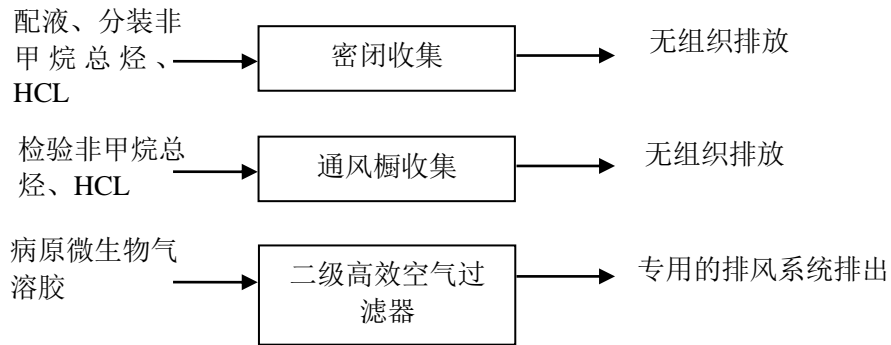 配液、分装非
甲烷总烃、
HCL
密闭收集
无组织排放
检验非甲烷总
烃、HCL
通风橱收集
无组织排放
病原微生物气
溶胶
二级高效空气过
滤器
专用的排风系统排出